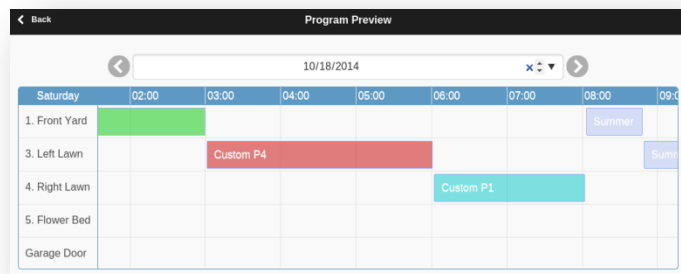 Back
Program Preview
10/18/2014
Saturday 02:00 03:00 04:00 05:00 06:00 07:00 08:00 09:0
1. Front Yard Summer
3. Left Lawn Custom P4 Summ
4. Right Lawn Custom P1
5. Flower Bed
Garage Door